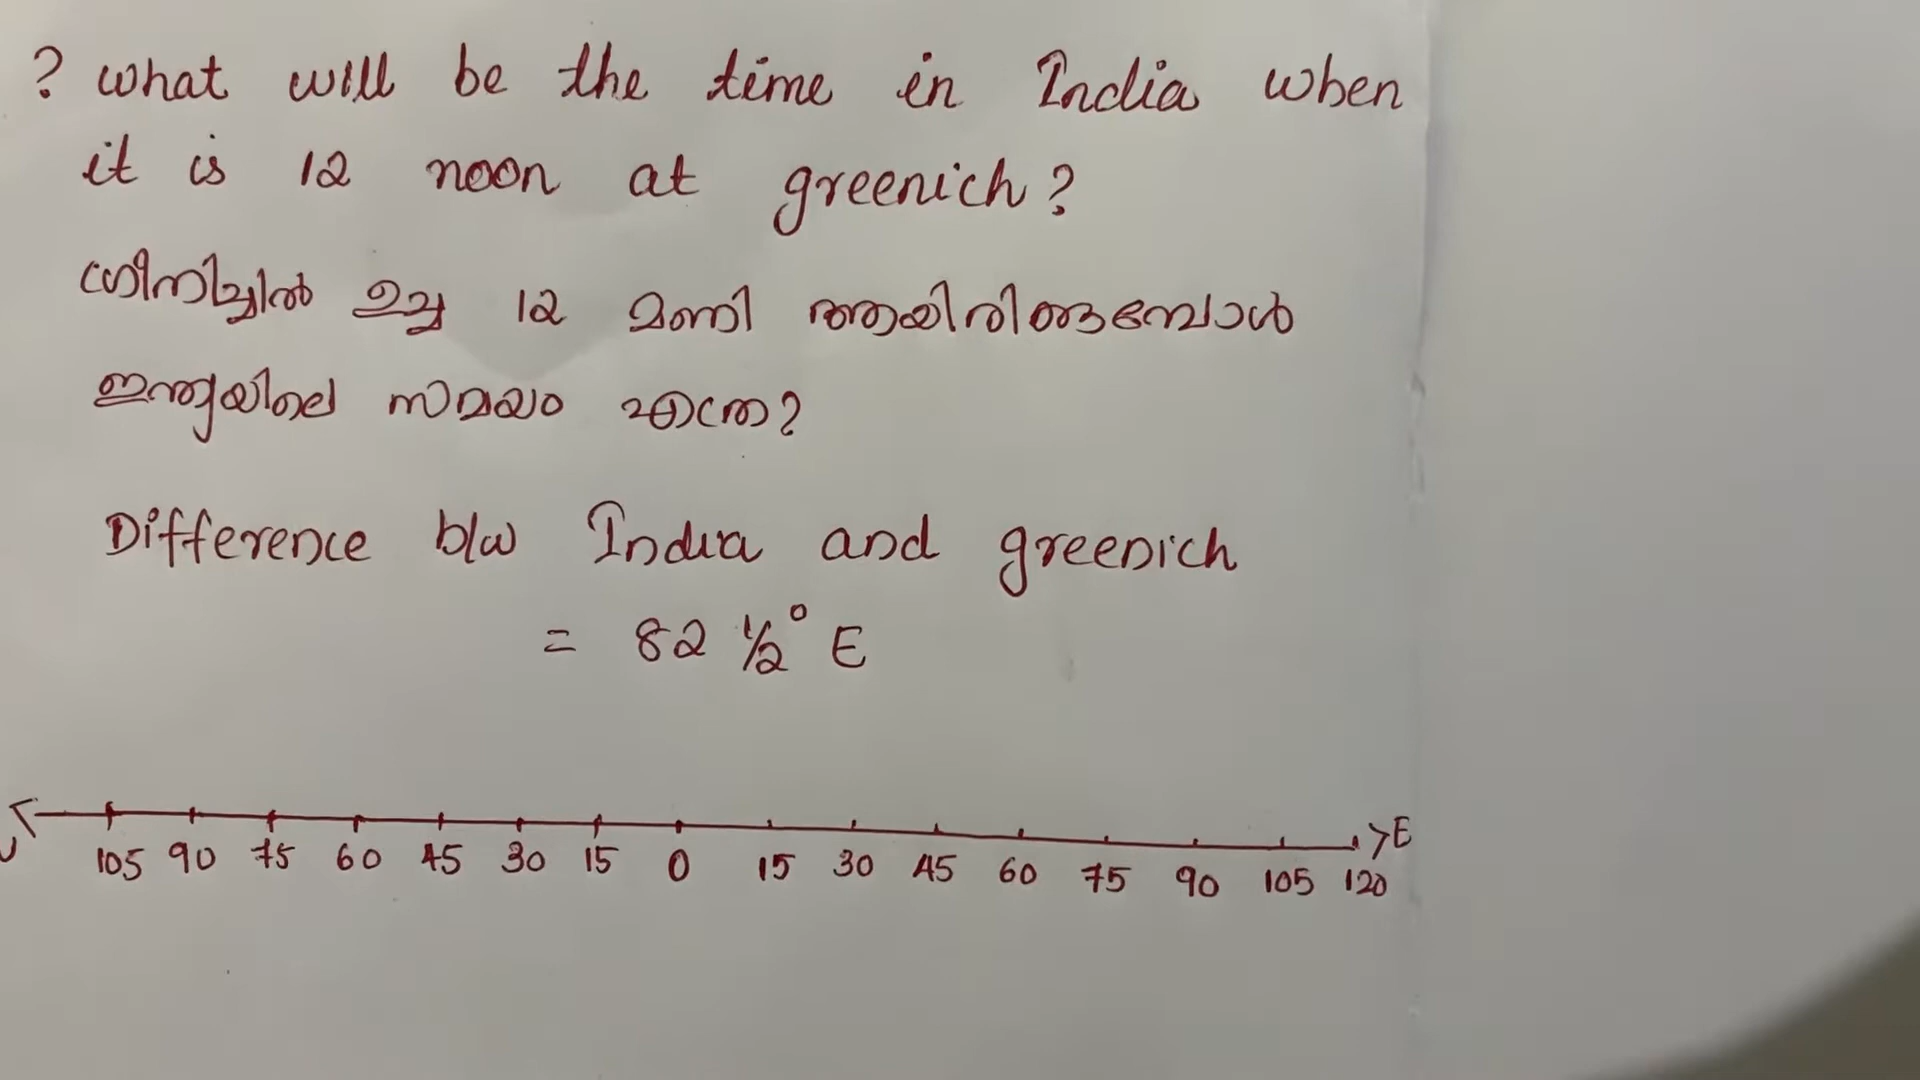 ? what will be the time in India when
it is 12 noon at greenich?
ഗ്രീനിച്ചിൽ ഉച്ച 12 മണി ആയിരിങ്ങുമ്പോൾ
ഇന്ത്യയിലെ സമയം എത്ര?
Difference b/w India and greenich
= 82 1/2° E
105 90 75 60 45 30 15 0 15 30 45 60 75 90 105 120 E